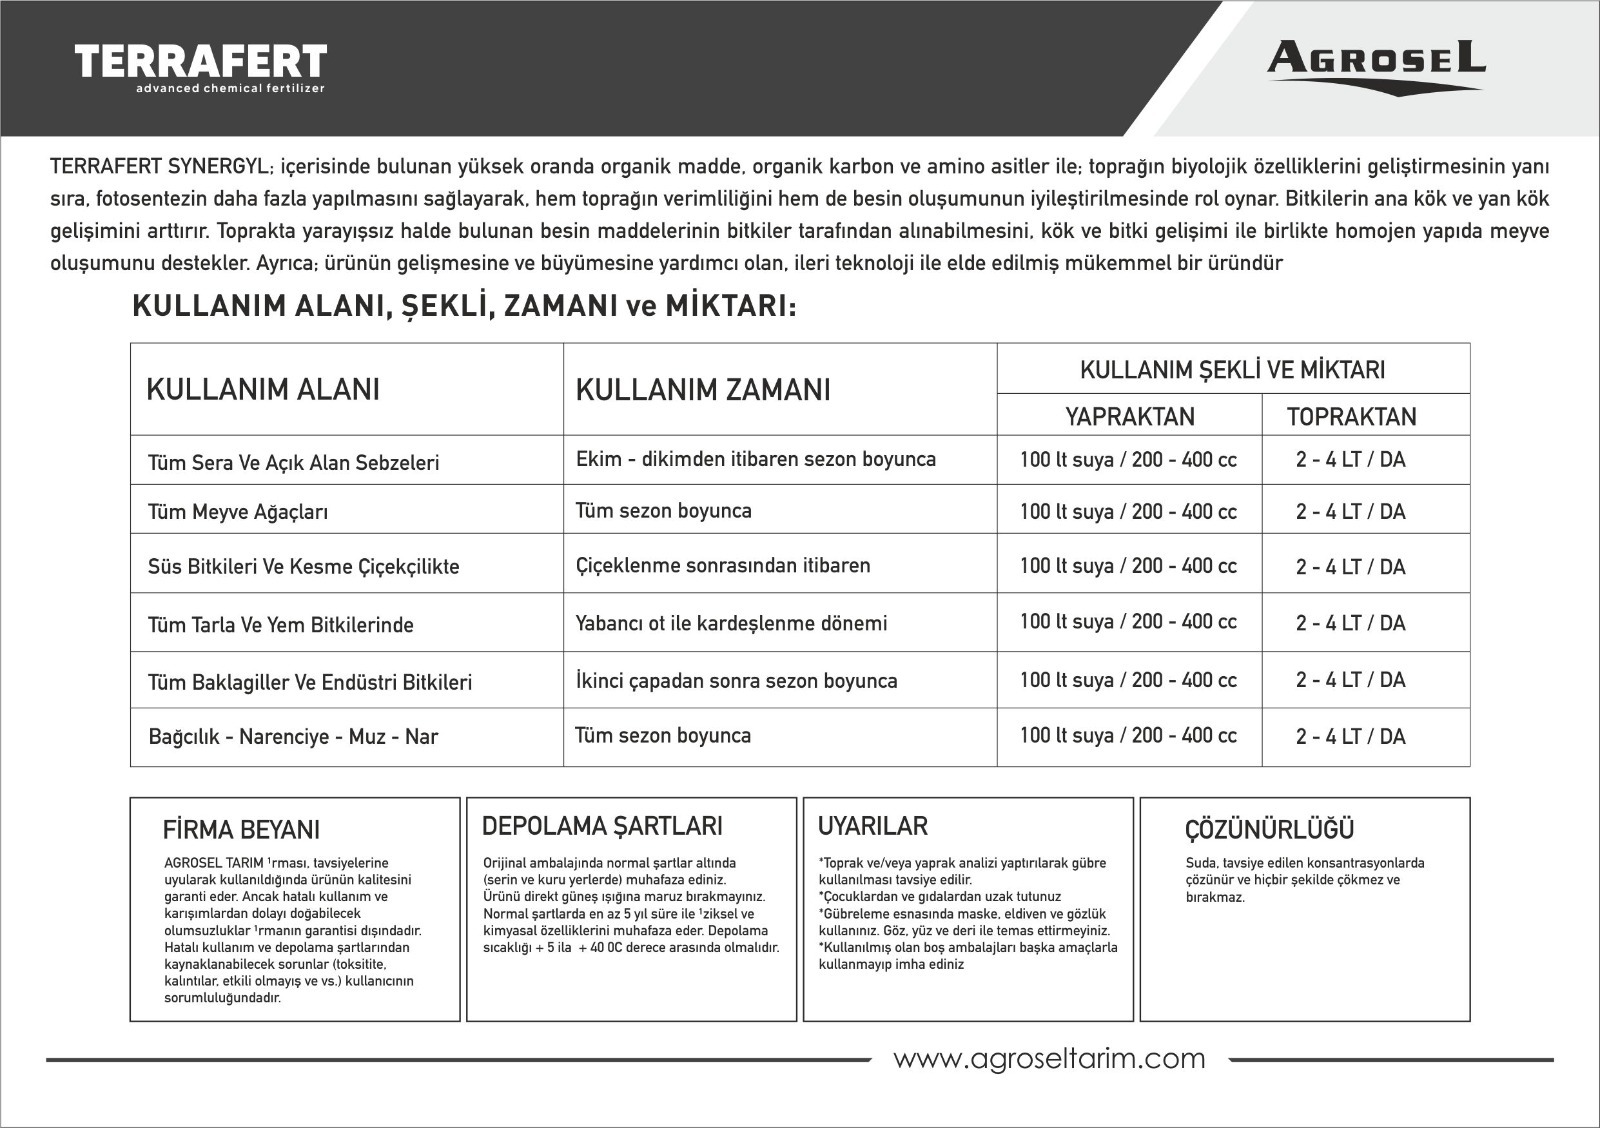 TERRAFERT
advanced chemical fertilizer
AGROSEL
TERRAFERT SYNERGYL; içerisinde bulunan yüksek oranda organik madde, organik karbon ve amino asitler ile; toprağın biyolojik özelliklerini geliştirmesinin yanı
sıra, fotosentezin daha fazla yapılmasını sağlayarak, hem toprağın verimliliğini hem de besin oluşumunun iyileştirilmesinde rol oynar. Bitkilerin ana kök ve yan kök
gelişimini arttırır. Toprakta yarayışsız halde bulunan besin maddelerinin bitkiler tarafından alınabilmesini, kök ve bitki gelişimi ile birlikte homojen yapıda meyve
oluşumunu destekler. Ayrıca; ürünün gelişmesine ve büyümesine yardımcı olan, ileri teknoloji ile elde edilmiş mükemmel bir üründür
KULLANIM ALANI, ŞEKLİ, ZAMANI ve MİKTARI:
KULLANIM ALANI KULLANIM ZAMANI KULLANIM ŞEKLİ VE MİKTARI
YAPRAKTAN TOPRAKTAN
Tüm Sera Ve Açık Alan Sebzeleri Ekim - dikimden itibaren sezon boyunca 100 lt suya / 200 - 400 cc 2 - 4 LT / DA
Tüm Meyve Ağaçları Tüm sezon boyunca 100 lt suya / 200 - 400 cc 2 - 4 LT / DA
Süs Bitkileri Ve Kesme Çiçekçilikte Çiçeklenme sonrasından itibaren 100 lt suya / 200 - 400 cc 2 - 4 LT / DA
Tüm Tarla Ve Yem Bitkilerinde Yabancı ot ile kardeşlenme dönemi 100 lt suya / 200 - 400 cc 2 - 4 LT / DA
Tüm Baklagiller Ve Endüstri Bitkileri İkinci çapadan sonra sezon boyunca 100 lt suya / 200 - 400 cc 2 - 4 LT / DA
Bağcılık - Narenciye - Muz - Nar Tüm sezon boyunca 100 lt suya / 200 - 400 cc 2 - 4 LT / DA
FİRMA BEYANI
AGROSEL TARIM ¹rması, tavsiyelerine
uyularak kullanıldığında ürünün kalitesini
garanti eder. Ancak hatalı kullanım ve
karışımlardan dolayı doğabilecek
olumsuzluklar ¹rmanın garantisi dışındadır.
Hatalı kullanım ve depolama şartlarından
kaynaklanabilecek sorunlar (toksitite,
kalıntılar, etkili olmayış ve vs.) kullanıcının
sorumluluğundadır.
DEPOLAMA ŞARTLARI
Orijinal ambalajında normal şartlar altında
(serin ve kuru yerlerde) muhafaza ediniz.
Ürünü direkt güneş ışığına maruz bırakmayınız.
Normal şartlarda en az 5 yıl süre ile ¹ziksel ve
kimyasal özelliklerini muhafaza eder. Depolama
sıcaklığı + 5 ila + 40 0C derece arasında olmalıdır.
UYARILAR
*Toprak ve/veya yaprak analizi yaptırılarak gübre
kullanılması tavsiye edilir.
*Çocuklardan ve gıdalardan uzak tutunuz
*Gübreleme esnasında maske, eldiven ve gözlük
kullanınız. Göz, yüz ve deri ile temas ettirmeyiniz.
*Kullanılmış olan boş ambalajları başka amaçlarla
kullanmayıp imha ediniz
ÇÖZÜNÜRLÜĞÜ
Suda, tavsiye edilen konsantrasyonlarda
çözünür ve hiçbir şekilde çökmez ve
bırakmaz.
www.agroseltarim.com